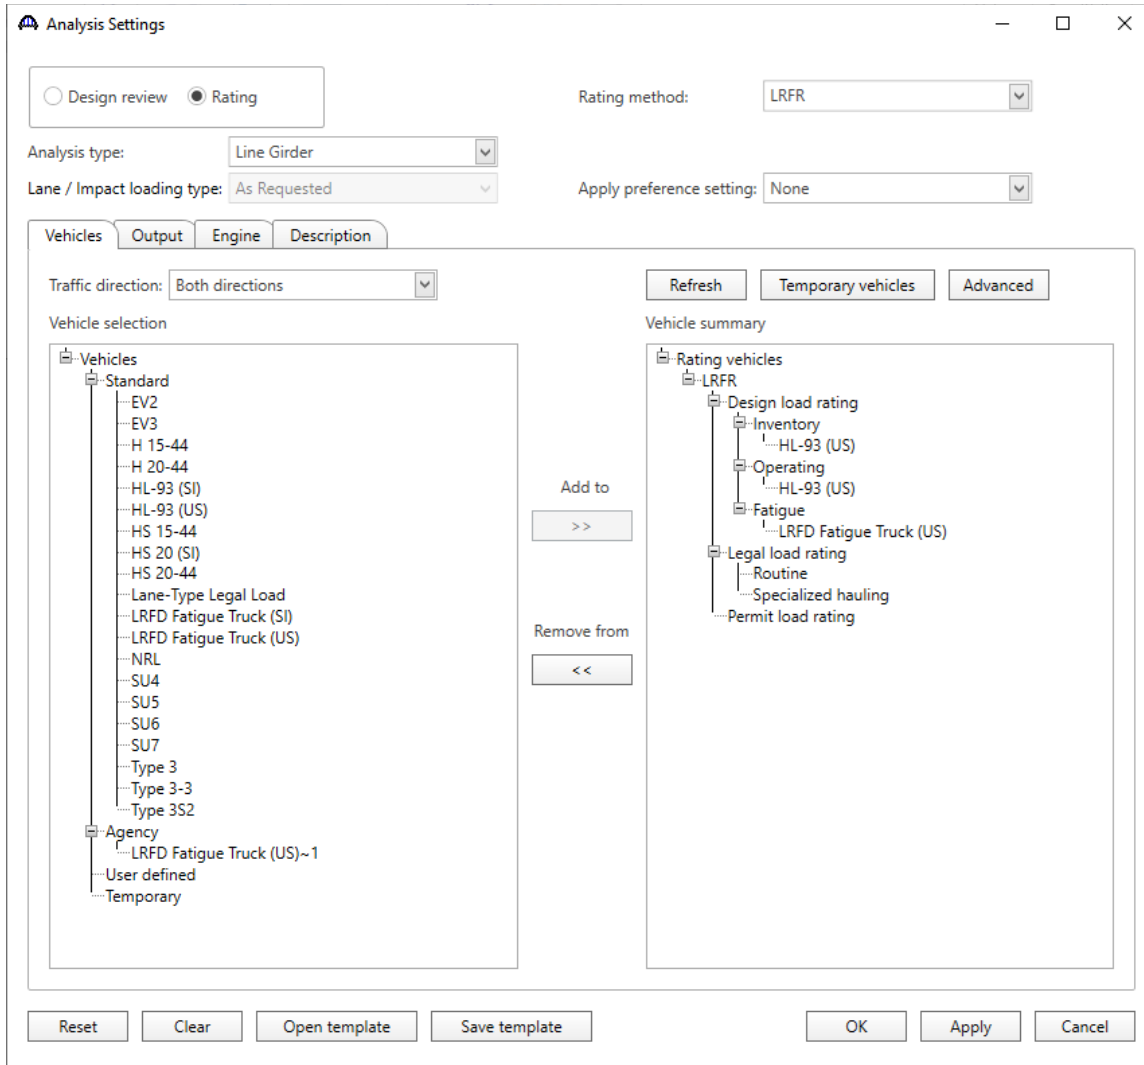 Analysis Settings
Design review Rating Rating method: LRFR
Analysis type: Line Girder
Lane / Impact loading type: As Requested Apply preference setting: None
Vehicles Output Engine Description
Traffic direction: Both directions Refresh Temporary vehicles Advanced
Vehicle selection
Vehicles
Standard
EV2
EV3
H 15-44
H 20-44
HL-93 (SI)
HL-93 (US)
HS 15-44
HS 20 (SI)
HS 20-44
Lane-Type Legal Load
LRFD Fatigue Truck (SI)
LRFD Fatigue Truck (US)
NRL
SU4
SU5
SU6
SU7
Type 3
Type 3-3
Type 3S2
Agency
LRFD Fatigue Truck (US)~1
User defined
Temporary
Add to
>>
Remove from
<<
Vehicle summary
Rating vehicles
LRFR
Design load rating
Inventory
HL-93 (US)
Operating
HL-93 (US)
Fatigue
LRFD Fatigue Truck (US)
Legal load rating
Routine
Specialized hauling
Permit load rating
Reset Clear Open template Save template OK Apply Cancel